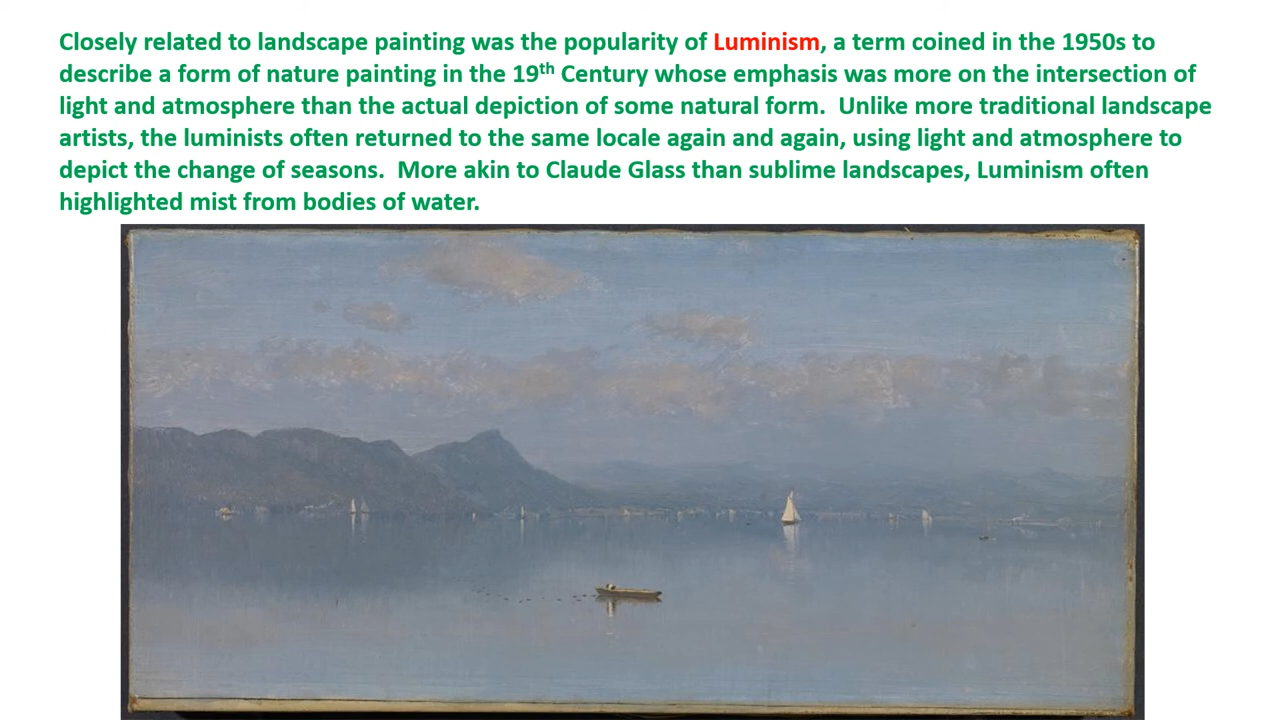 Closely related to landscape painting was the popularity of Luminism, a term coined in the 1950s to
describe a form of nature painting in the 19th Century whose emphasis was more on the intersection of
light and atmosphere than the actual depiction of some natural form.  Unlike more traditional landscape
artists, the luminists often returned to the same locale again and again, using light and atmosphere to
depict the change of seasons.  More akin to Claude Glass than sublime landscapes, Luminism often
highlighted mist from bodies of water.